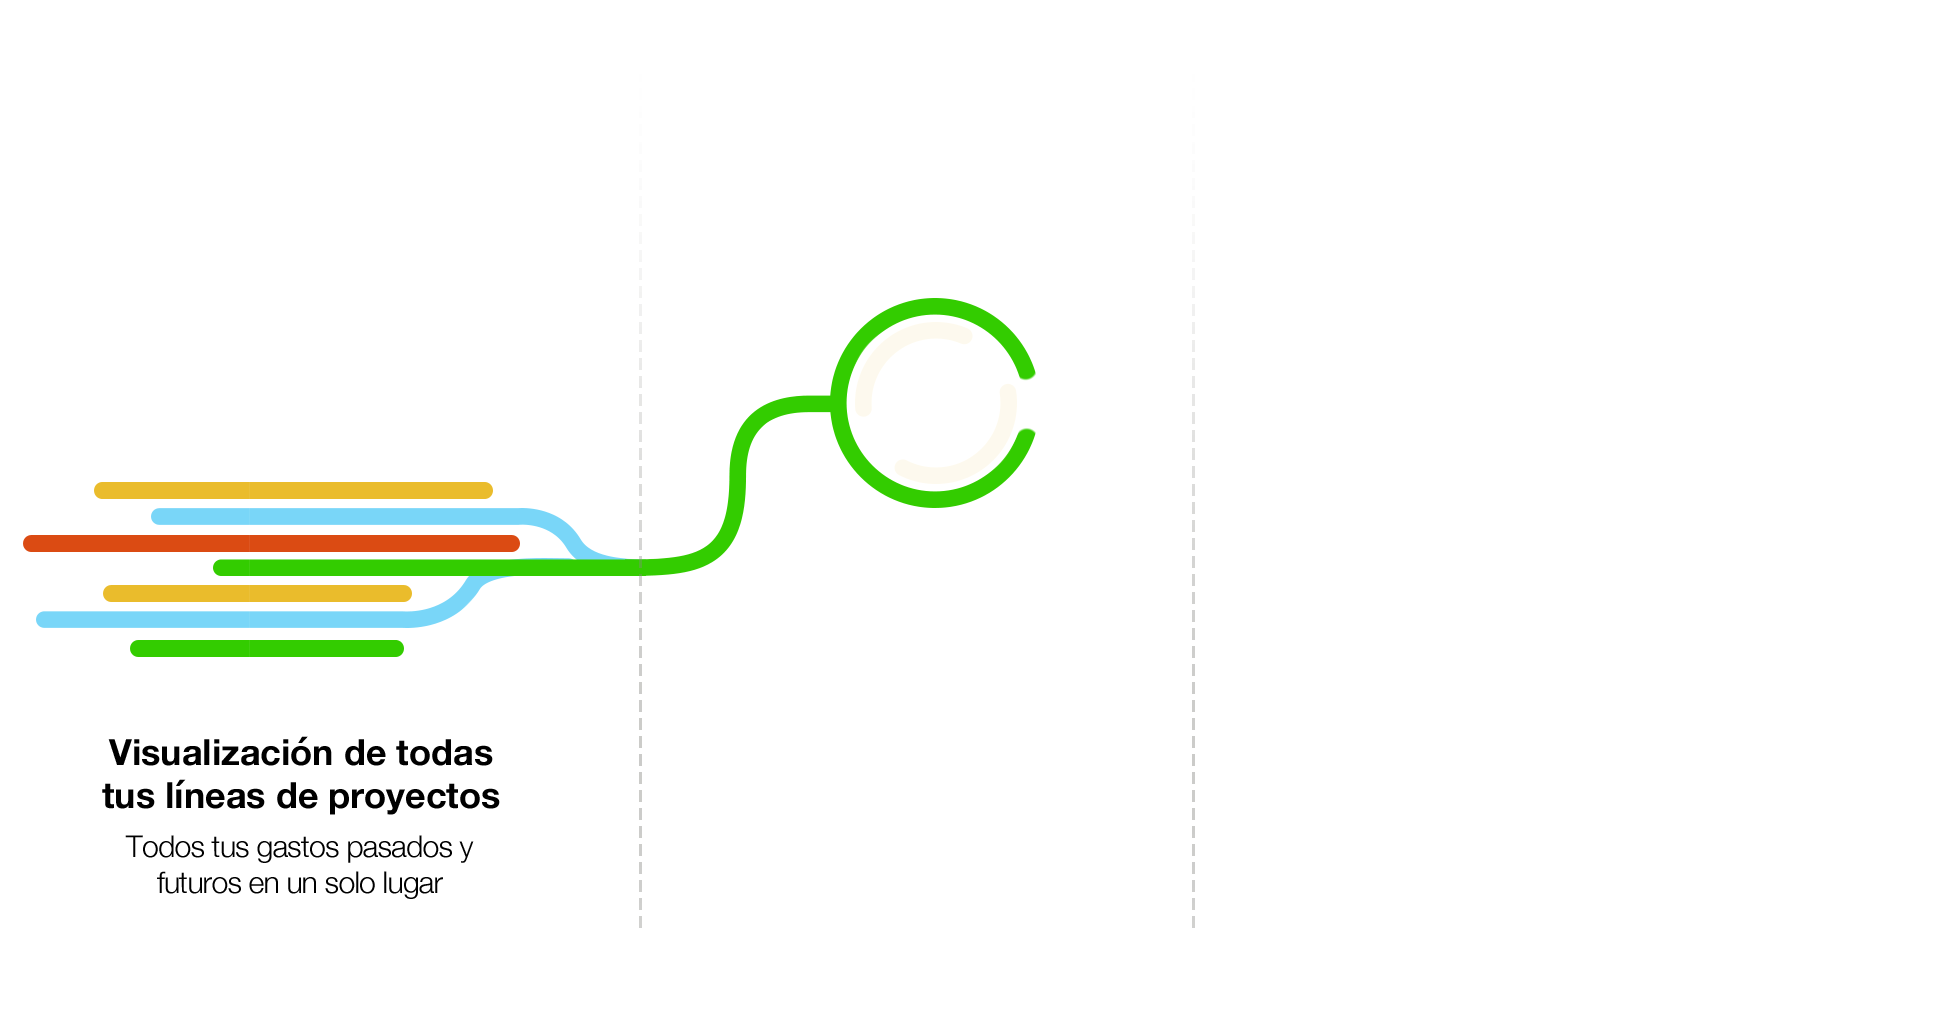 Visualización de todas
tus líneas de proyectos
Todos tus gastos pasados y
futuros en un solo lugar